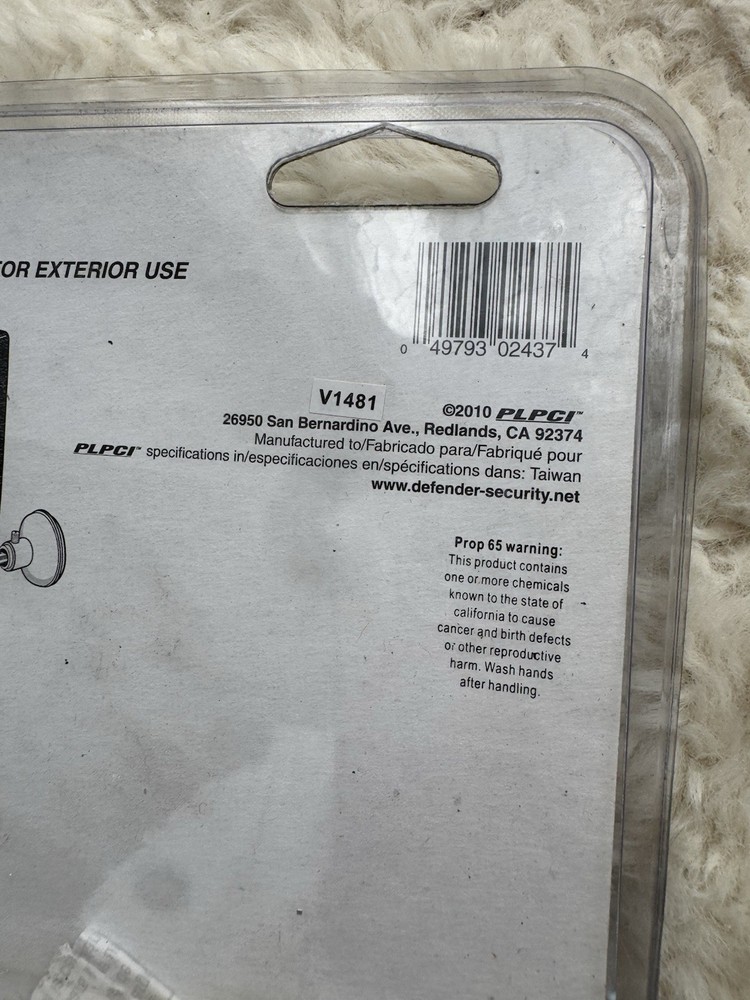 OR EXTERIOR USE
0 49793 02437 4
V1481
©2010 PLPCI™
26950 San Bernardino Ave., Redlands, CA 92374
Manufactured to/Fabricado para/Fabriqué pour
PLPCI™ specifications in/especificaciones en/spécifications dans: Taiwan
www.defender-security.net
Prop 65 warning:
This product contains
one or more chemicals
known to the state of
california to cause
cancer and birth defects
or other reproductive
harm. Wash hands
after handling.